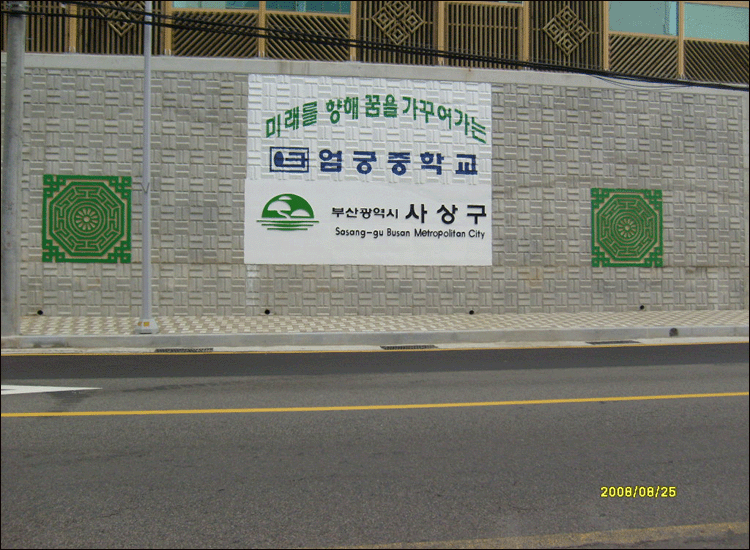 미래를 향해 꿈을 가꾸어가는
엄궁중학교
부산광역시 사상구
Sasang-gu Busan Metropolitan City
2008/08/25